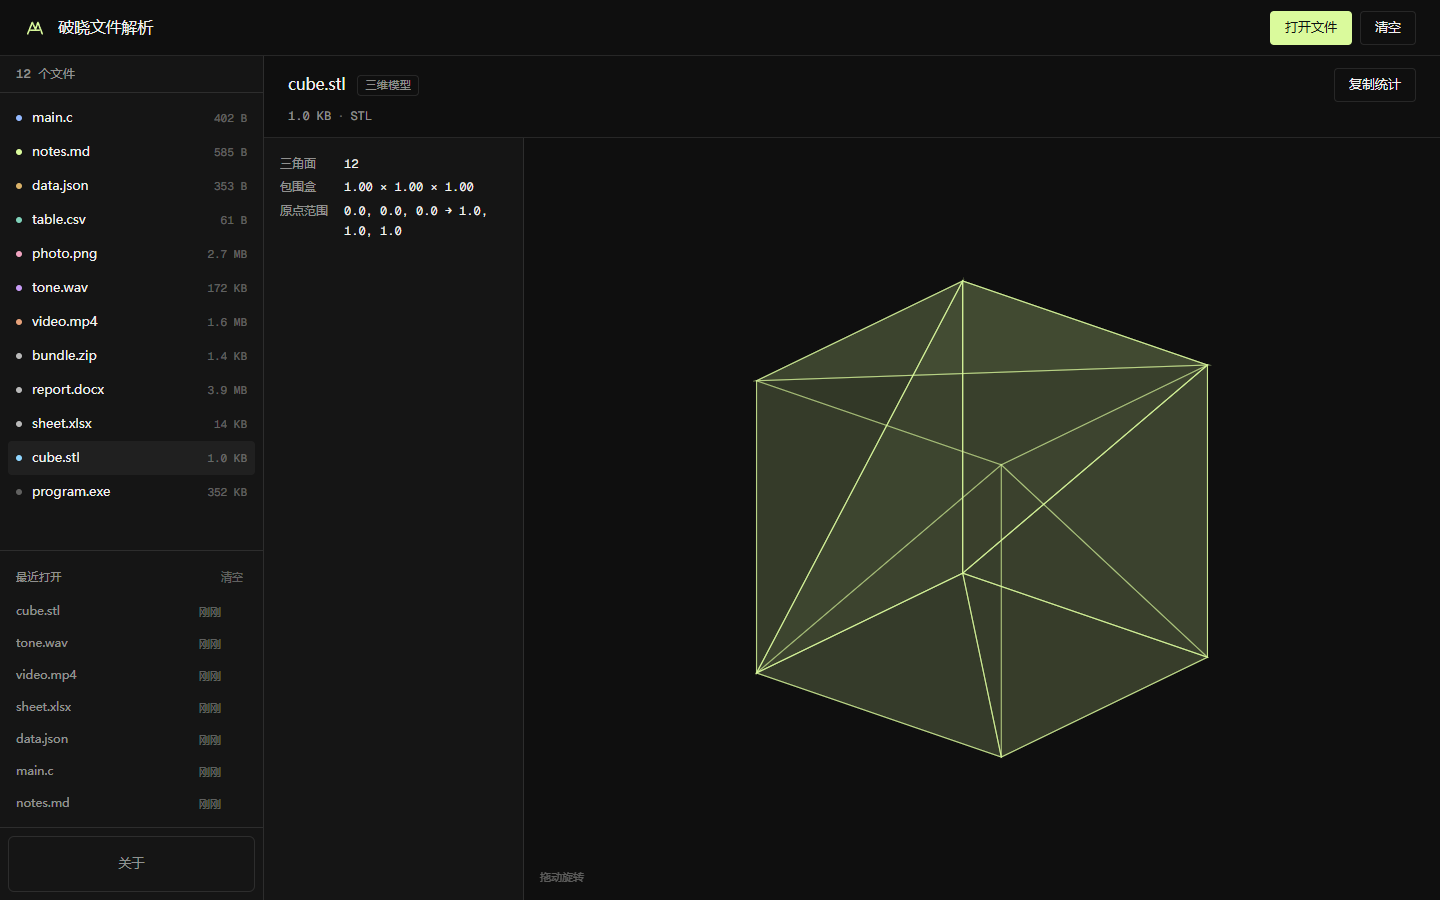 破晓文件解析
打开文件
清空
12 个文件
main.c 402 B
notes.md 585 B
data.json 353 B
table.csv 61 B
photo.png 2.7 MB
tone.wav 172 KB
video.mp4 1.6 MB
bundle.zip 1.4 KB
report.docx 3.9 MB
sheet.xlsx 14 KB
cube.stl 1.0 KB
program.exe 352 KB
最近打开 清空
cube.stl 刚刚
tone.wav 刚刚
video.mp4 刚刚
sheet.xlsx 刚刚
data.json 刚刚
main.c 刚刚
notes.md 刚刚
关于
cube.stl 三维模型
复制统计
1.0 KB · STL
三角面 12
包围盒 1.00 × 1.00 × 1.00
原点范围 0.0, 0.0, 0.0 → 1.0,
1.0, 1.0
拖动旋转